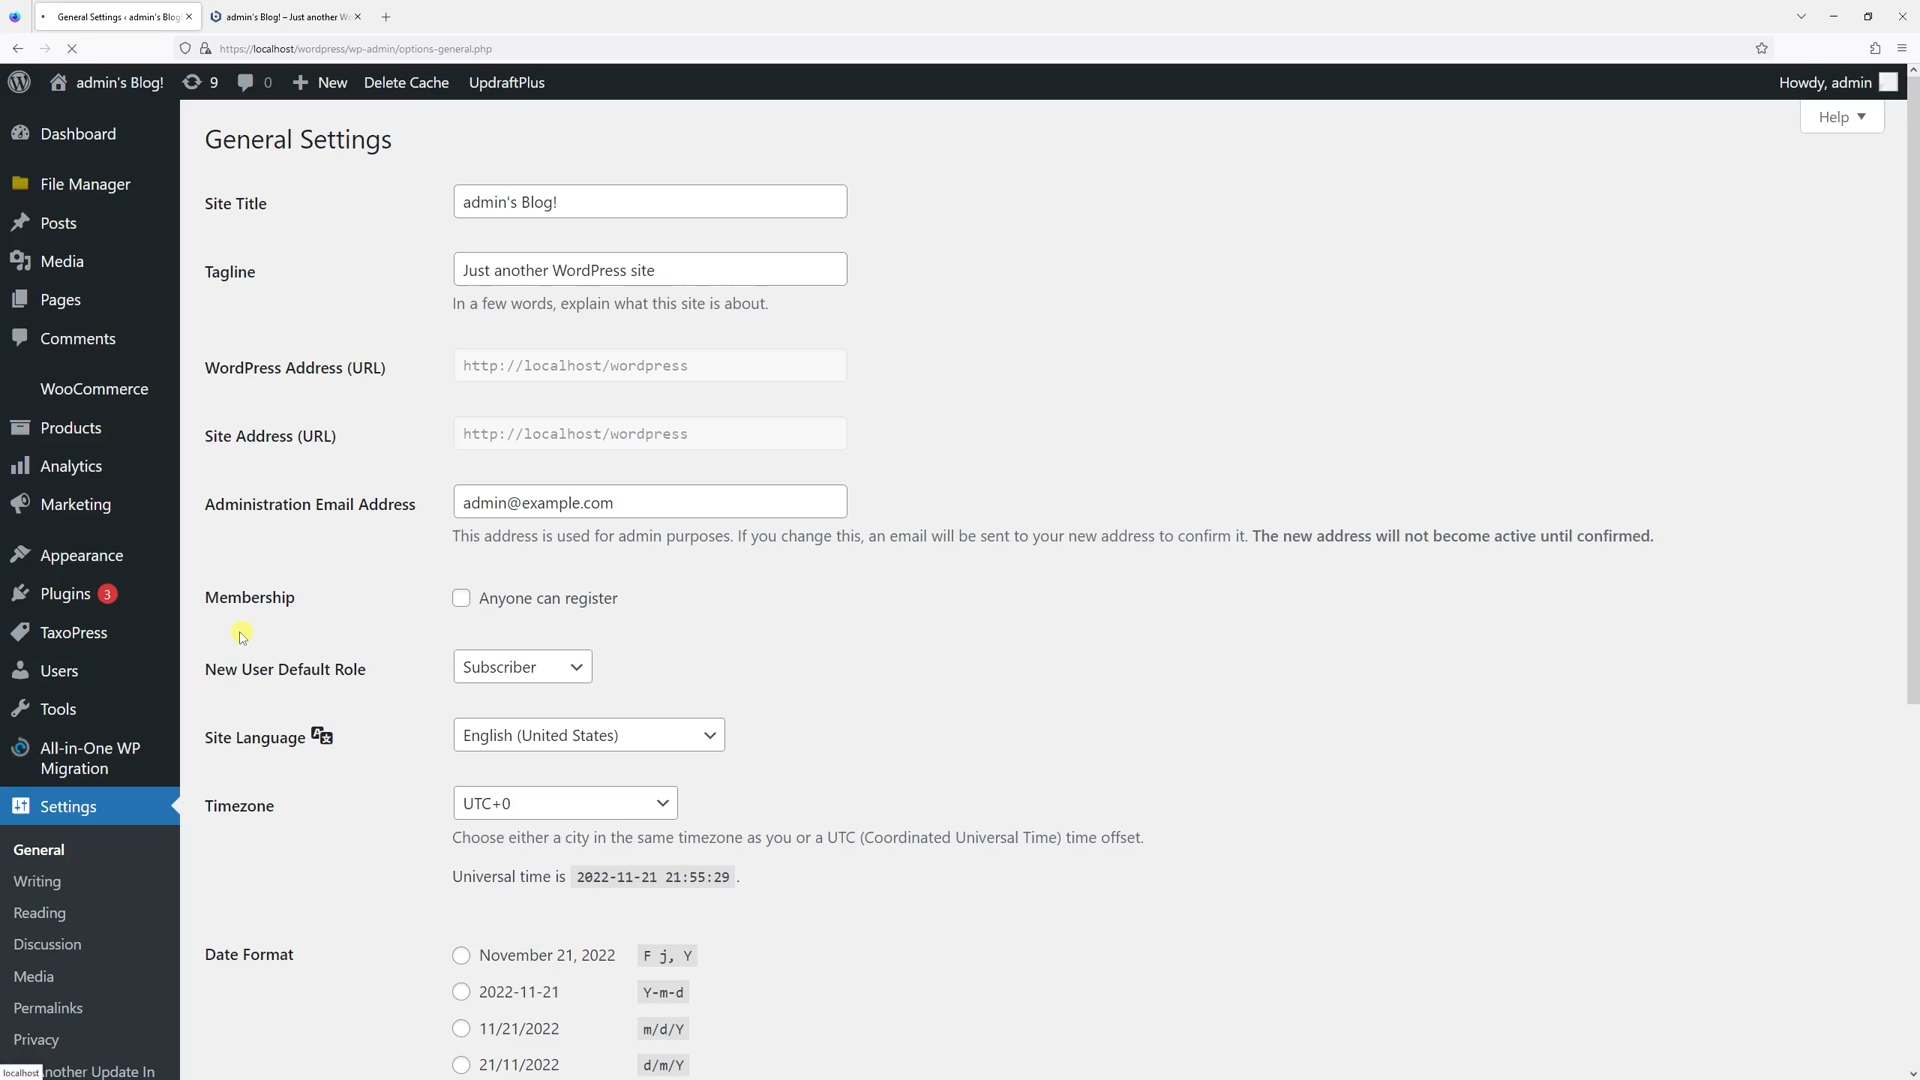 General Settings ‹ admin's Blog!
admin's Blog! – Just another W
https://localhost/wordpress/wp-admin/options-general.php
admin's Blog!
9
0
New
Delete Cache
UpdraftPlus
Howdy, admin
Help
Dashboard
File Manager
Posts
Media
Pages
Comments
WooCommerce
Products
Analytics
Marketing
Appearance
Plugins 3
TaxoPress
Users
Tools
All-in-One WP
Migration
Settings
General
Writing
Reading
Discussion
Media
Permalinks
Privacy
nother Update In
localhost
General Settings
Site Title
admin's Blog!
Tagline
Just another WordPress site
In a few words, explain what this site is about.
WordPress Address (URL)
http://localhost/wordpress
Site Address (URL)
http://localhost/wordpress
Administration Email Address
admin@example.com
This address is used for admin purposes. If you change this, an email will be sent to your new address to confirm it. The new address will not become active until confirmed.
Membership
Anyone can register
New User Default Role
Subscriber
Site Language
English (United States)
Timezone
UTC+0
Choose either a city in the same timezone as you or a UTC (Coordinated Universal Time) time offset.
Universal time is 2022-11-21 21:55:29 .
Date Format
November 21, 2022 F j, Y
2022-11-21 Y-m-d
11/21/2022 m/d/Y
21/11/2022 d/m/Y